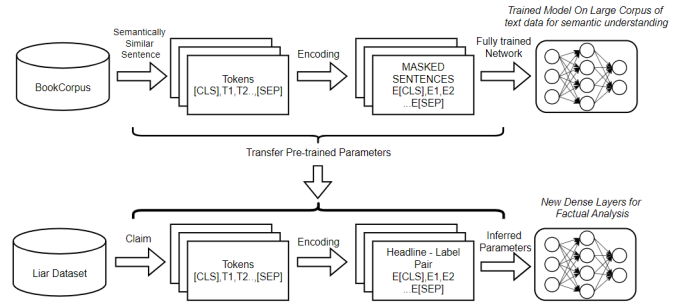 Trained Model On Large Corpus of
text data for semantic understanding
Semantically
Similar
Sentence
Encoding
Fully trained
Network
BookCorpus
Tokens
[CLS],T1,T2..,[SEP]
MASKED
SENTENCES
E[CLS],E1,E2
...E[SEP]
Transfer Pre-trained Parameters
New Dense Layers for
Factual Analysis
Claim
Encoding
Inferred
Parameters
Liar Dataset
Tokens
[CLS],T1,T2..,[SEP]
Headline - Label
Pair
E[CLS],E1,E2
...E[SEP]